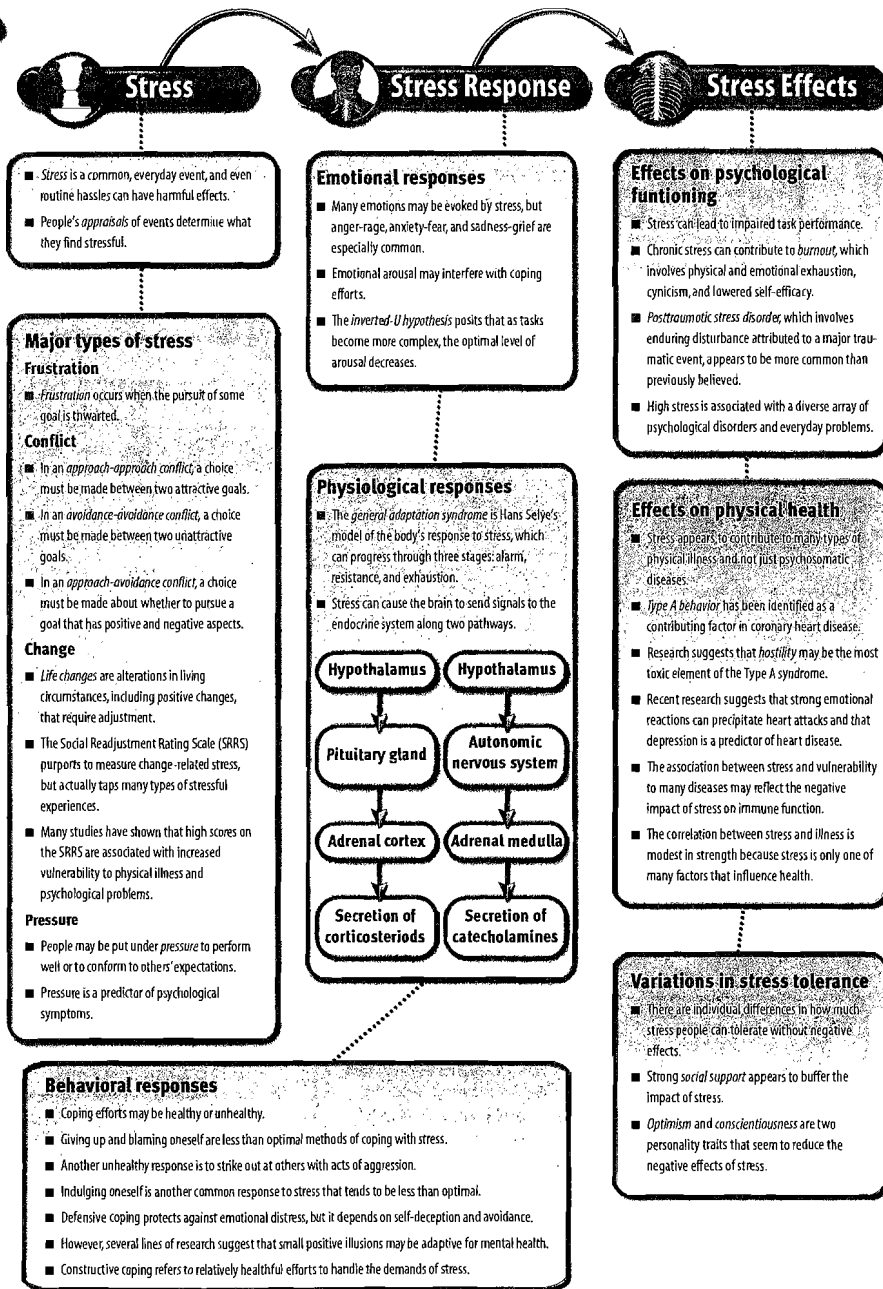 Stress
■ Stress is a common, everyday event, and even
routine hassles can have harmful effects.
■ People's appraisals of events determine what
they find stressful.
Major types of stress
Frustration
■ Frustration occurs when the pursuit of some
goal is thwarted.
Conflict
■ In an approach-approach conflict, a choice
must be made between two attractive goals.
■ In an avoidance-avoidance conflict, a choice
must be made between two unattractive
goals.
■ In an approach-avoidance conflict, a choice
must be made about whether to pursue a
goal that has positive and negative aspects.
Change
■ Life changes are alterations in living
circumstances, including positive changes,
that require adjustment.
■ The Social Readjustment Rating Scale (SRRS)
purports to measure change-related stress,
but actually taps many types of stressful
experiences.
■ Many studies have shown that high scores on
the SRRS are associated with increased
vulnerability to physical illness and
psychological problems.
Pressure
■ People may be put under pressure to perform
well or to conform to others' expectations.
■ Pressure is a predictor of psychological
symptoms.
Stress Response
Emotional responses
■ Many emotions may be evoked by stress, but
anger-rage, anxiety-fear, and sadness-grief are
especially common.
■ Emotional arousal may interfere with coping
efforts.
■ The inverted-U hypothesis posits that as tasks
become more complex, the optimal level of
arousal decreases.
Physiological responses
■ The general adaptation syndrome is Hans Selye's
model of the body's response to stress, which
can progress through three stages: alarm,
resistance, and exhaustion.
■ Stress can cause the brain to send signals to the
endocrine system along two pathways.
Hypothalamus
Pituitary gland
Adrenal cortex
Secretion of
corticosteriods
Hypothalamus
Autonomic
nervous system
Adrenal medulla
Secretion of
catecholamines
Behavioral responses
■ Coping efforts may be healthy or unhealthy.
■ Giving up and blaming oneself are less than optimal methods of coping with stress.
■ Another unhealthy response is to strike out at others with acts of aggression.
■ Indulging oneself is another common response to stress that tends to be less than optimal.
■ Defensive coping protects against emotional distress, but it depends on self-deception and avoidance.
■ However, several lines of research suggest that small positive illusions may be adaptive for mental health.
■ Constructive coping refers to relatively healthful efforts to handle the demands of stress.
Stress Effects
Effects on psychological
funtioning
■ Stress can lead to impaired task performance.
■ Chronic stress can contribute to burnout, which
involves physical and emotional exhaustion,
cynicism, and lowered self-efficacy.
■ Posttraumatic stress disorder, which involves
enduring disturbance attributed to a major trau-
matic event, appears to be more common than
previously believed.
■ High stress is associated with a diverse array of
psychological disorders and everyday problems.
Effects on physical health
■ Stress appears to contribute to many types of
physical illness and not just psychosomatic
diseases.
■ Type A behavior has been identified as a
contributing factor in coronary heart disease.
■ Research suggests that hostility may be the most
toxic element of the Type A syndrome.
■ Recent research suggests that strong emotional
reactions can precipitate heart attacks and that
depression is a predictor of heart disease.
■ The association between stress and vulnerability
to many diseases may reflect the negative
impact of stress on immune function.
■ The correlation between stress and illness is
modest in strength because stress is only one of
many factors that influence health.
Variations in stress tolerance
■ There are individual differences in how much
stress people can tolerate without negative
effects.
■ Strong social support appears to buffer the
impact of stress.
■ Optimism and conscientiousness are two
personality traits that seem to reduce the
negative effects of stress.